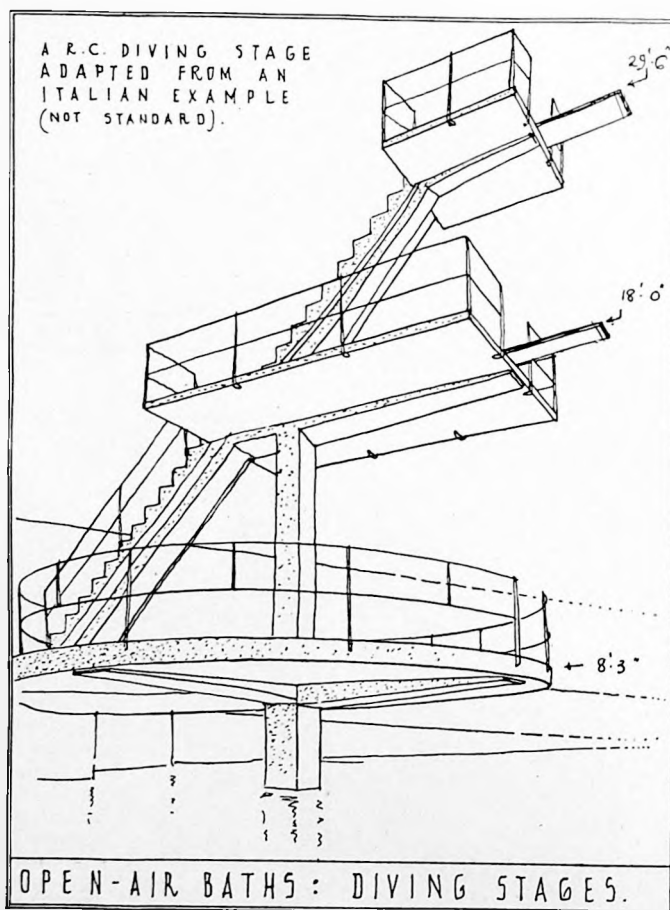 A R.C. DIVING STAGE
ADAPTED FROM AN
ITALIAN EXAMPLE
(NOT STANDARD).
29'·6"
18'·0"
8'·3"
OPEN-AIR BATHS: DIVING STAGES.